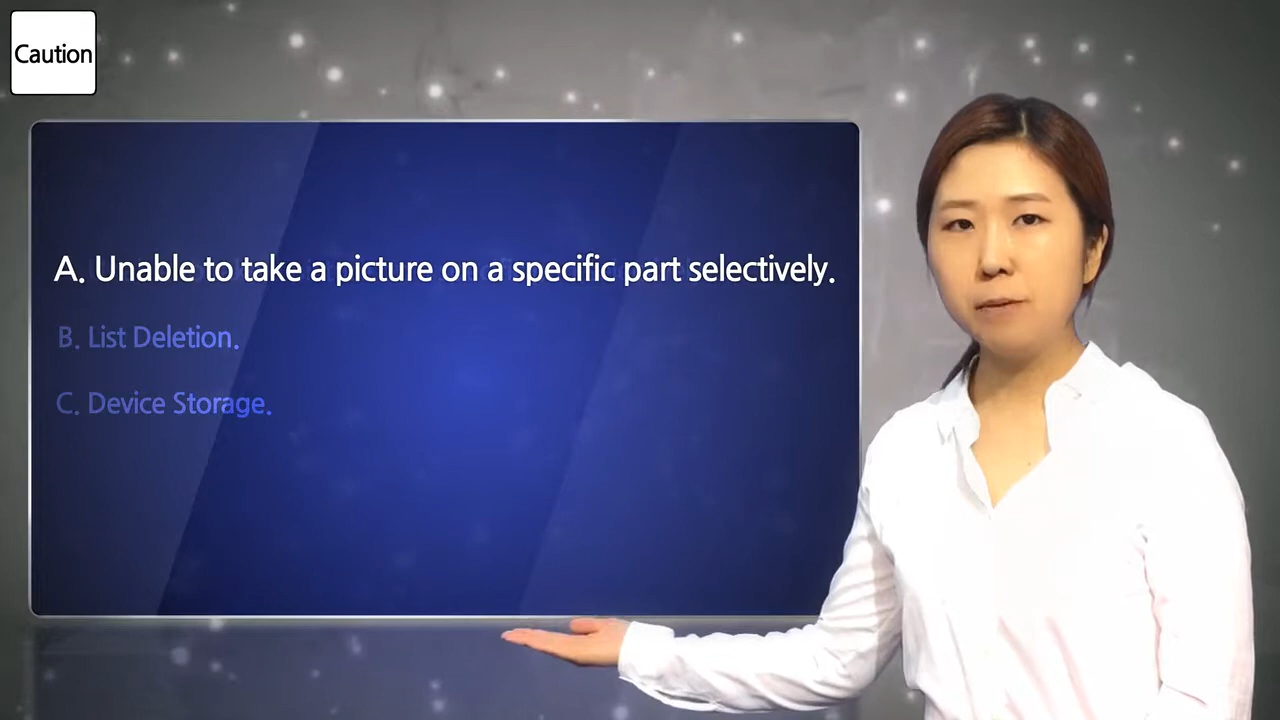 Caution
A. Unable to take a picture on a specific part selectively.
B. List Deletion.
C. Device Storage.